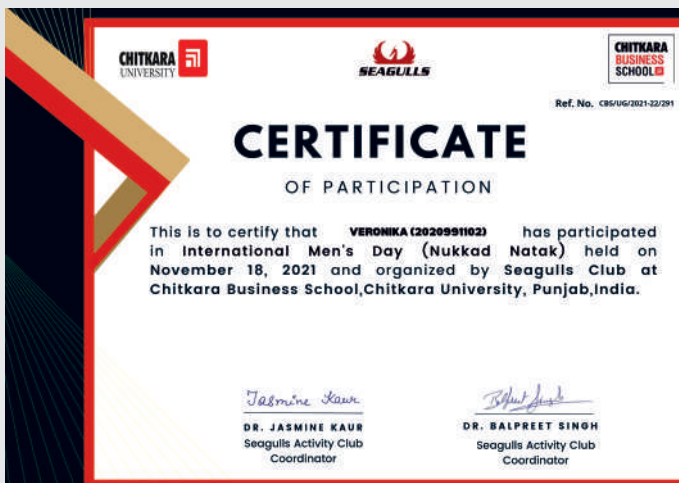 CHITKARA
UNIVERSITY
SEAGULLS
CHITKARA
BUSINESS
SCHOOL
Ref. No. CBS/UG/2021-22/291
CERTIFICATE
OF PARTICIPATION
This is to certify that VERONIKA (2020991102) has participated
in International Men's Day (Nukkad Natak) held on
November 18, 2021 and organized by Seagulls Club at
Chitkara Business School,Chitkara University, Punjab,India.
Jasmine Kaur
DR. JASMINE KAUR
Seagulls Activity Club
Coordinator
Balpreet Singh
DR. BALPREET SINGH
Seagulls Activity Club
Coordinator